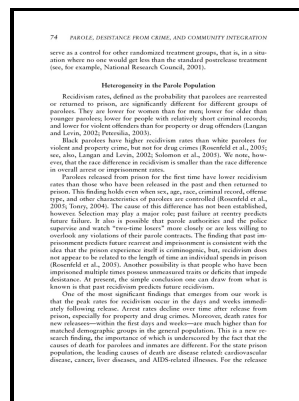 74 PAROLE, DESISTANCE FROM CRIME, AND COMMUNITY INTEGRATION
serve as a control for other randomized treatment groups, that is, in a situ-
ation where no one would get less than the standard postrelease treatment
(see, for example, National Research Council, 2001).
Heterogeneity in the Parole Population
Recidivism rates, defined as the probability that parolees are rearrested
or returned to prison, are significantly different for different groups of
parolees. They are lower for women than for men; lower for older than
younger parolees; lower for people with relatively short criminal records;
and lower for violent offenders than for property or drug offenders (Langan
and Levin, 2002; Petersilia, 2003).
Black parolees have higher recidivism rates than white parolees for
violent and property crime, but not for drug crimes (Rosenfeld et al., 2005;
see, also, Langan and Levin, 2002; Solomon et al., 2005). We note, how-
ever, that the race difference in recidivism is smaller than the race difference
in overall arrest or imprisonment rates.
Parolees released from prison for the first time have lower recidivism
rates than those who have been released in the past and then returned to
prison. This finding holds even when sex, age, race, criminal record, offense
type, and other characteristics of parolees are controlled (Rosenfeld et al.,
2005; Tonry, 2004). The cause of this difference has not been established,
however. Selection may play a major role; past failure at reentry predicts
future failure. It also is possible that parole authorities and the police
supervise and watch “two-time losers” more closely or are less willing to
overlook any violations of their parole contracts. The finding that past im-
prisonment predicts future rearrest and imprisonment is consistent with the
idea that the prison experience itself is criminogenic, but, recidivism does
not appear to be related to the length of time an individual spends in prison
(Rosenfeld et al., 2005). Another possibility is that people who have been
imprisoned multiple times possess unmeasured traits or deficits that impede
desistance. At present, the simple conclusion one can draw from what is
known is that past recidivism predicts future recidivism.
One of the most significant findings that emerges from our work is
that the peak rates for recidivism occur in the days and weeks immedi-
ately following release. Arrest rates decline over time after release from
prison, especially for property and drug crimes. Moreover, death rates for
new releasees—within the first days and weeks—are much higher than for
matched demographic groups in the general population. This is a new re-
search finding, the importance of which is underscored by the fact that the
causes of death for parolees and inmates are different. For the state prison
population, the leading causes of death are disease related: cardiovascular
disease, cancer, liver diseases, and AIDS-related illnesses. For the releasee